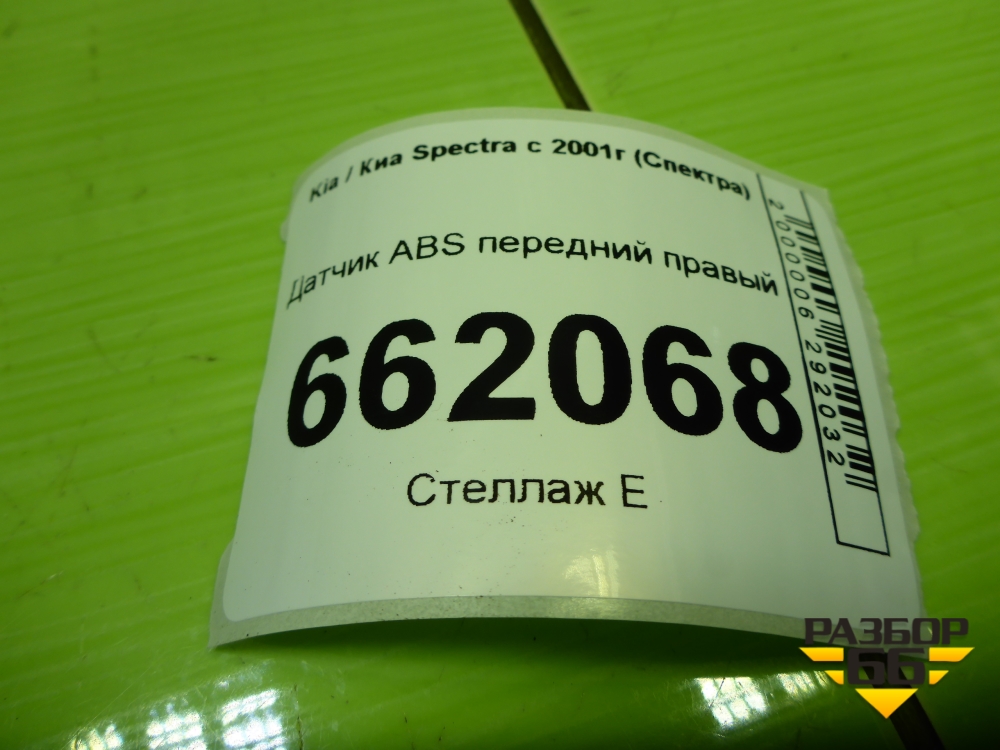 Kia / Киа Spectra с 2001г (Спектра)
Датчик ABS передний правый
662068
Стеллаж Е
2000006292032
РАЗБОР
66